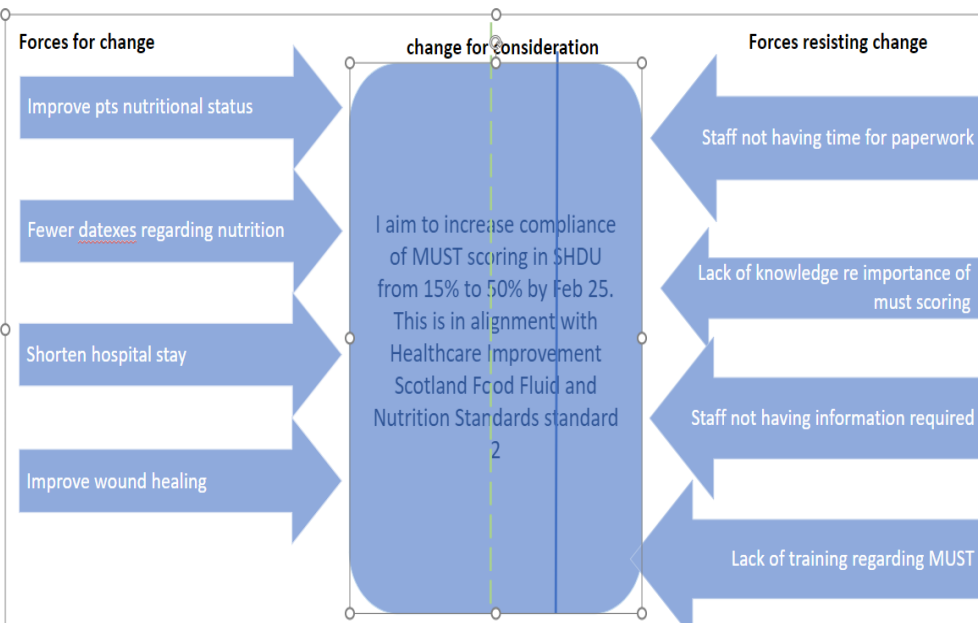 Forces for change
change for consideration
Forces resisting change
Improve pts nutritional status
Fewer datexes regarding nutrition
Shorten hospital stay
Improve wound healing
I aim to increase compliance
of MUST scoring in SHDU
from 15% to 50% by Feb 25.
This is in alignment with
Healthcare Improvement
Scotland Food Fluid and
Nutrition Standards standard
2
Staff not having time for paperwork
Lack of knowledge re importance of
must scoring
Staff not having information required
Lack of training regarding MUST